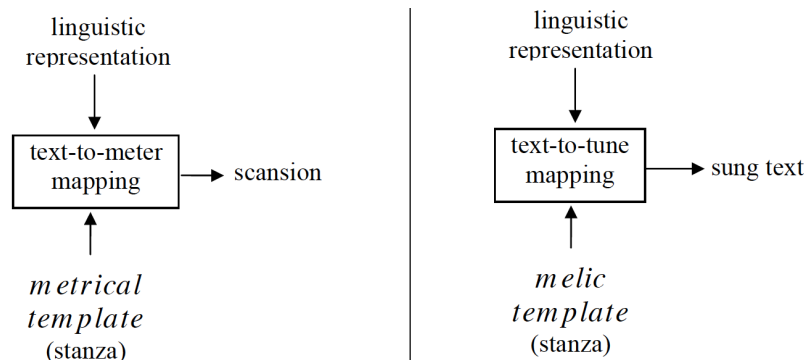 linguistic
representation
text-to-meter
mapping
scansion
metrical
template
(stanza)
linguistic
representation
text-to-tune
mapping
sung text
melic
template
(stanza)